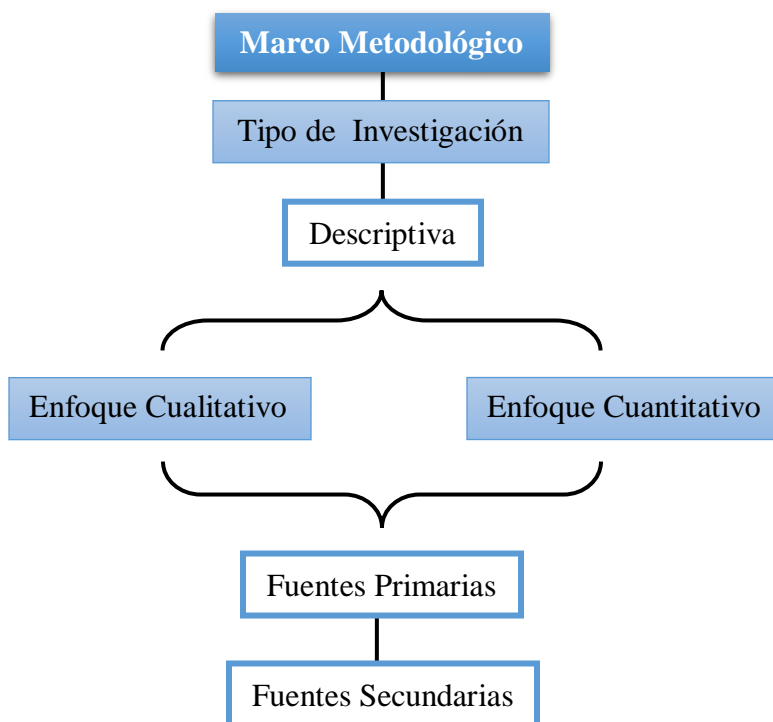 Marco Metodológico
Tipo de Investigación
Descriptiva
Enfoque Cualitativo
Enfoque Cuantitativo
Fuentes Primarias
Fuentes Secundarias